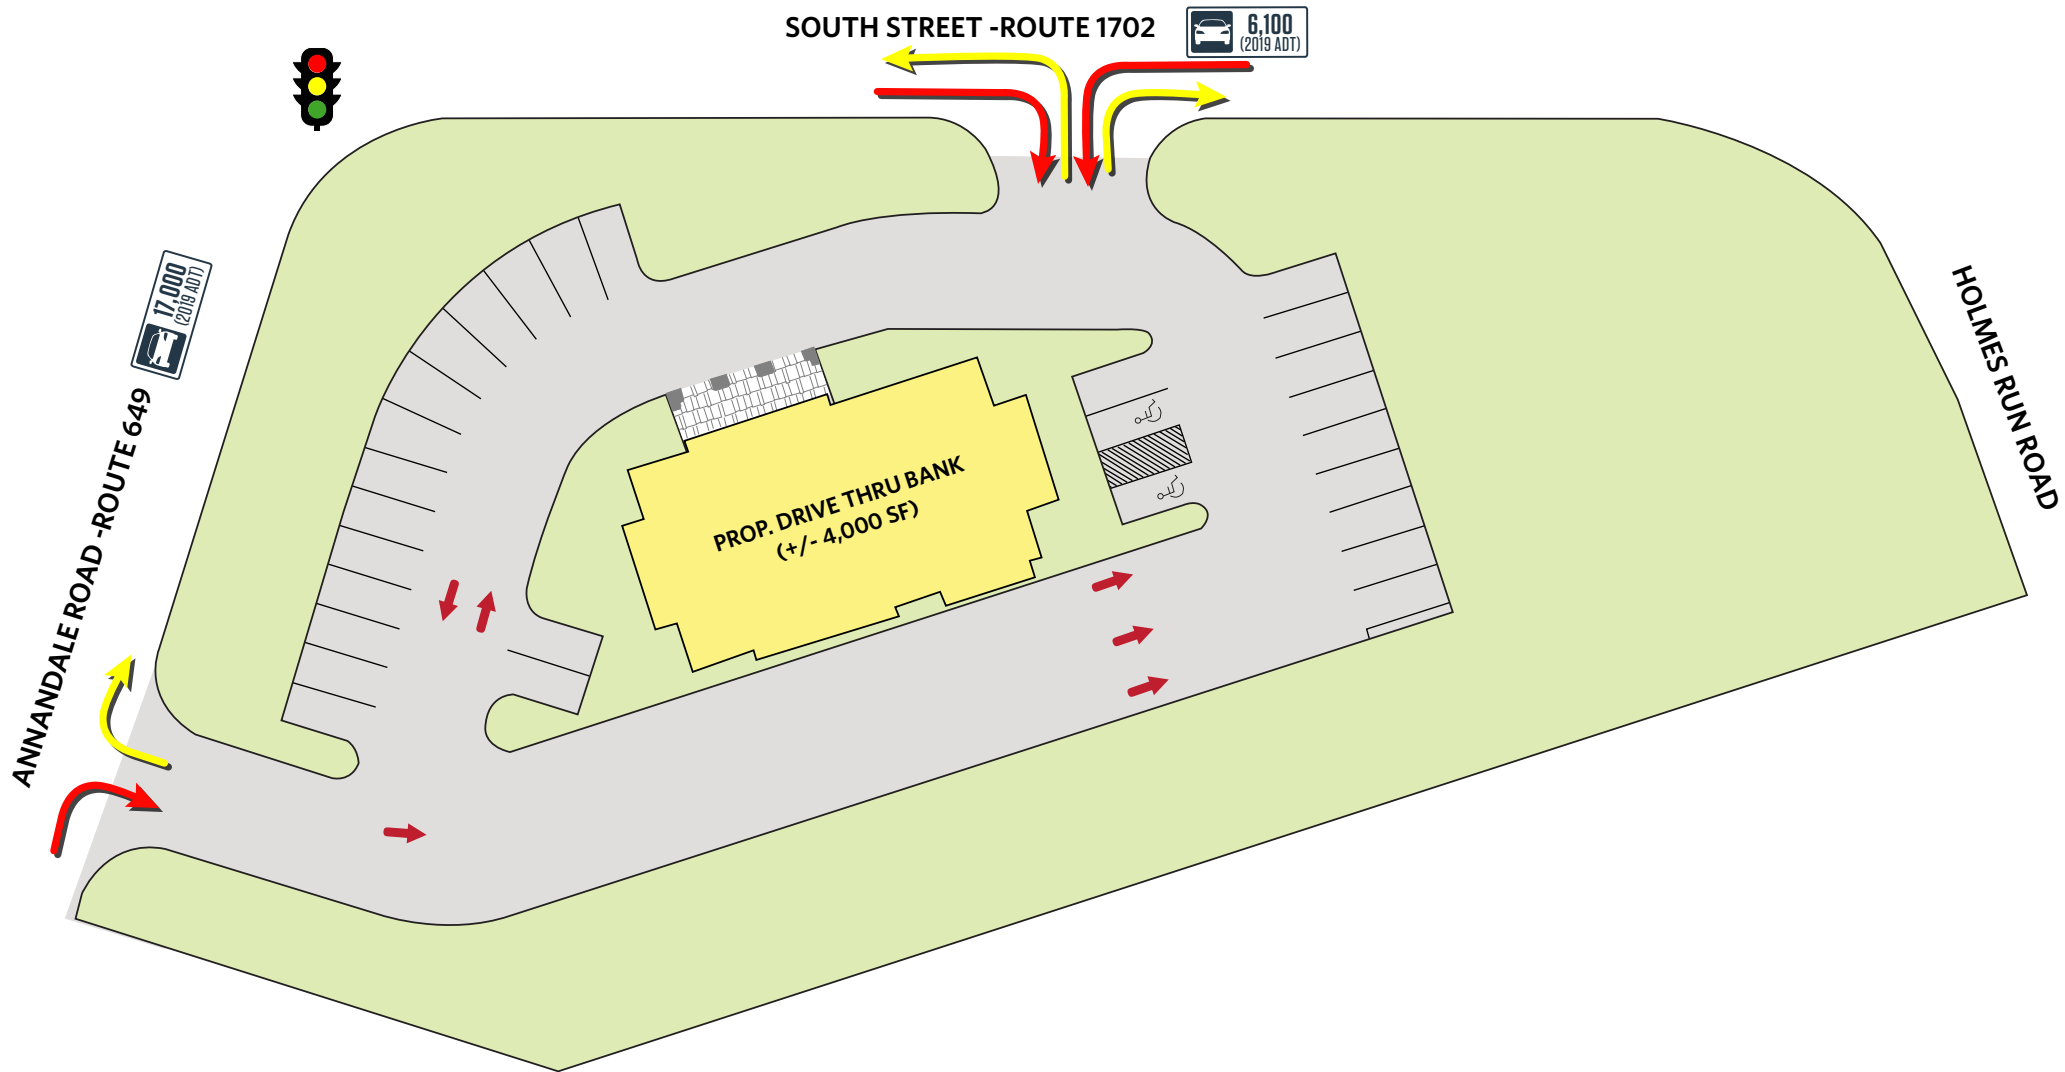 SOUTH STREET -ROUTE 1702
6,100
(2019 ADT)
17,000
(2019 ADT)
ANNANDALE ROAD -ROUTE 649
HOLMES RUN ROAD
PROP. DRIVE THRU BANK
(+/- 4,000 SF)